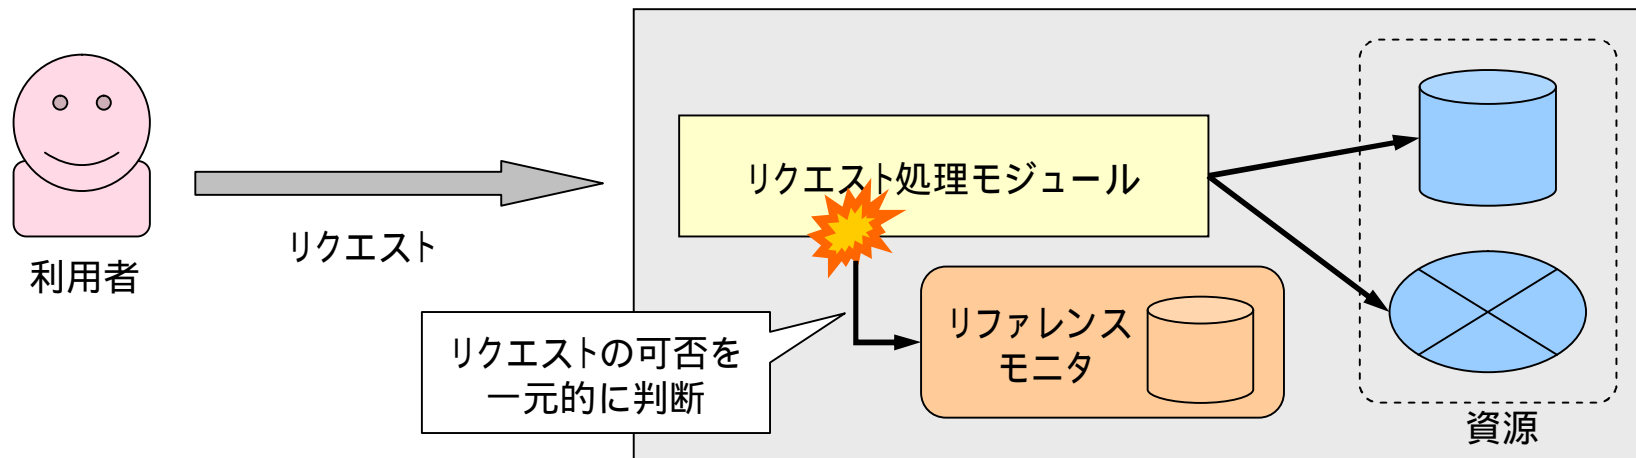 利用者
リクエスト
リクエスト処理モジュール
リクエストの可否を
一元的に判断
リファレンス
モニタ
資源